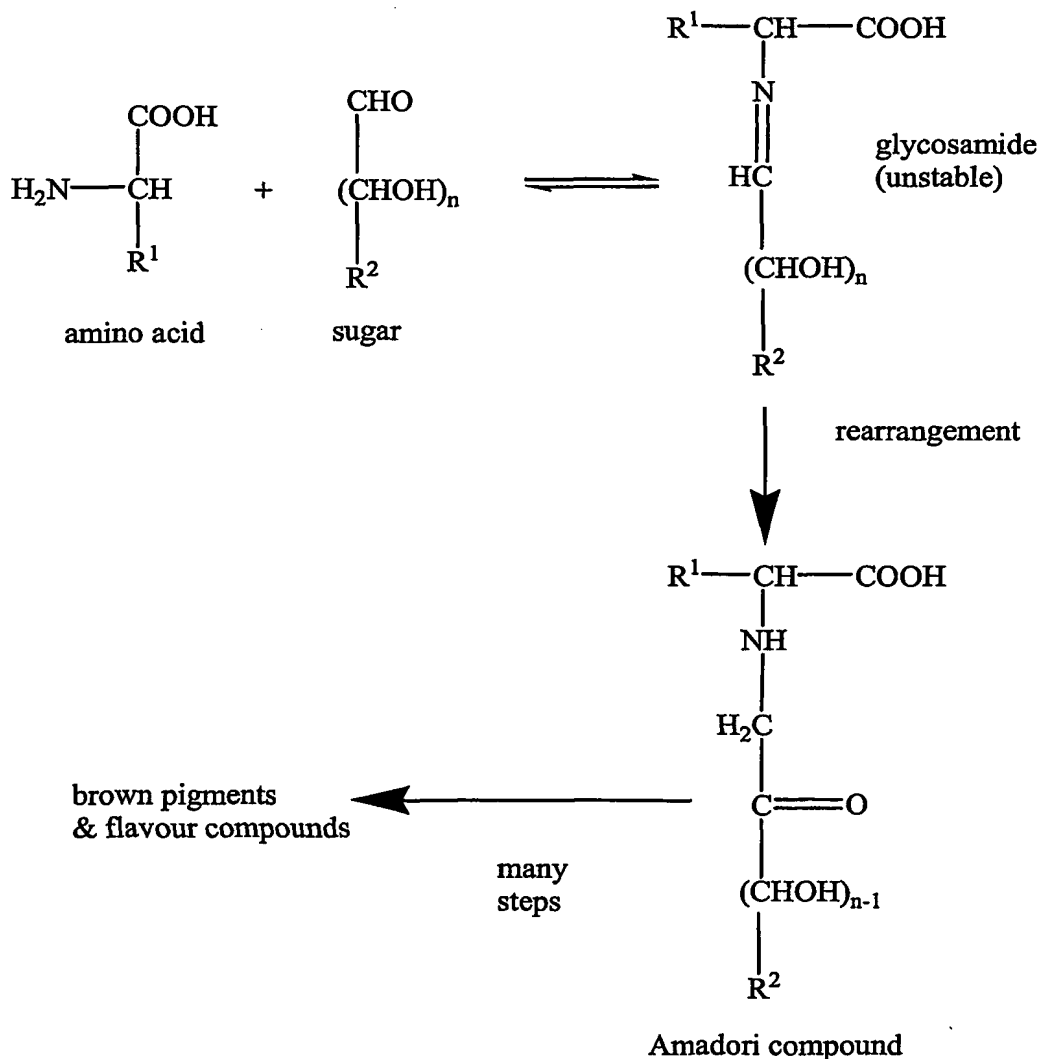 R¹—CH—COOH
N
HC
(CHOH)ₙ
R²
glycosamide
(unstable)
COOH
H₂N—CH
R¹
amino acid
+
CHO
(CHOH)ₙ
R²
sugar
rearrangement
R¹—CH—COOH
NH
H₂C
C=O
(CHOH)ₙ₋₁
R²
Amadori compound
many
steps
brown pigments
& flavour compounds